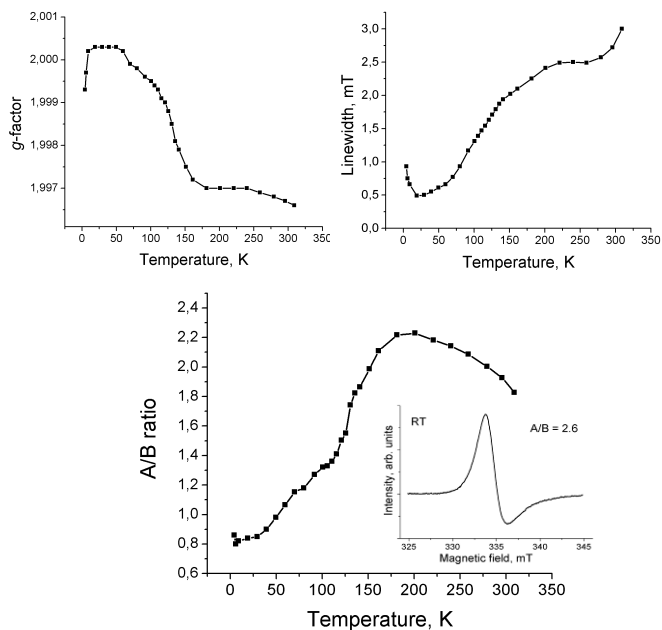 2,001
2,000
1,999
1,998
1,997
g-factor
0 50 100 150 200 250 300 350
Temperature, K
3,0
2,5
2,0
1,5
1,0
0,5
0,0
Linewidth, mT
0 50 100 150 200 250 300 350
Temperature, K
2,4
2,2
2,0
1,8
1,6
1,4
1,2
1,0
0,8
0,6
A/B ratio
0 50 100 150 200 250 300 350
Temperature, K
RT
A/B = 2.6
Intensity, arb. units
325 330 335 340 345
Magnetic field, mT